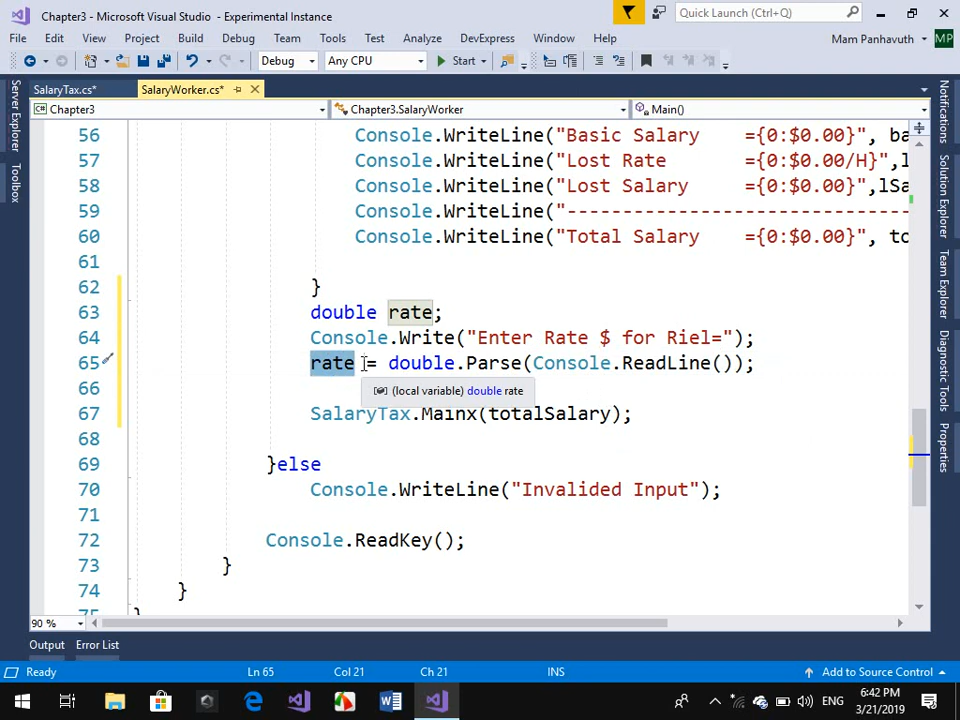 Chapter3 - Microsoft Visual Studio - Experimental Instance
Quick Launch (Ctrl+Q)
File Edit View Project Build Debug Team Tools Test Analyze DevExpress Window Help
Mam Panhavuth MP
Debug Any CPU Start
SalaryTax.cs* SalaryWorker.cs*
Chapter3 Chapter3.SalaryWorker Main()
Server Explorer
Toolbox
Notifications
Solution Explorer
Team Explorer
Diagnostic Tools
Properties
56 Console.WriteLine("Basic Salary ={0:$0.00}", ba
57 Console.WriteLine("Lost Rate ={0:$0.00/H}",l
58 Console.WriteLine("Lost Salary ={0:$0.00}",lSa
59 Console.WriteLine("-------------------------------
60 Console.WriteLine("Total Salary ={0:$0.00}", to
61
62 }
63 double rate;
64 Console.Write("Enter Rate $ for Riel=");
65 rate = double.Parse(Console.ReadLine());
66 (local variable) double rate
67 SalaryTax.Mainx(totalSalary);
68
69 }else
70 Console.WriteLine("Invalided Input");
71
72 Console.ReadKey();
73 }
74 }
75 }
90 %
Output Error List
Ready Ln 65 Col 21 Ch 21 INS Add to Source Control
ENG 6:42 PM
3/21/2019